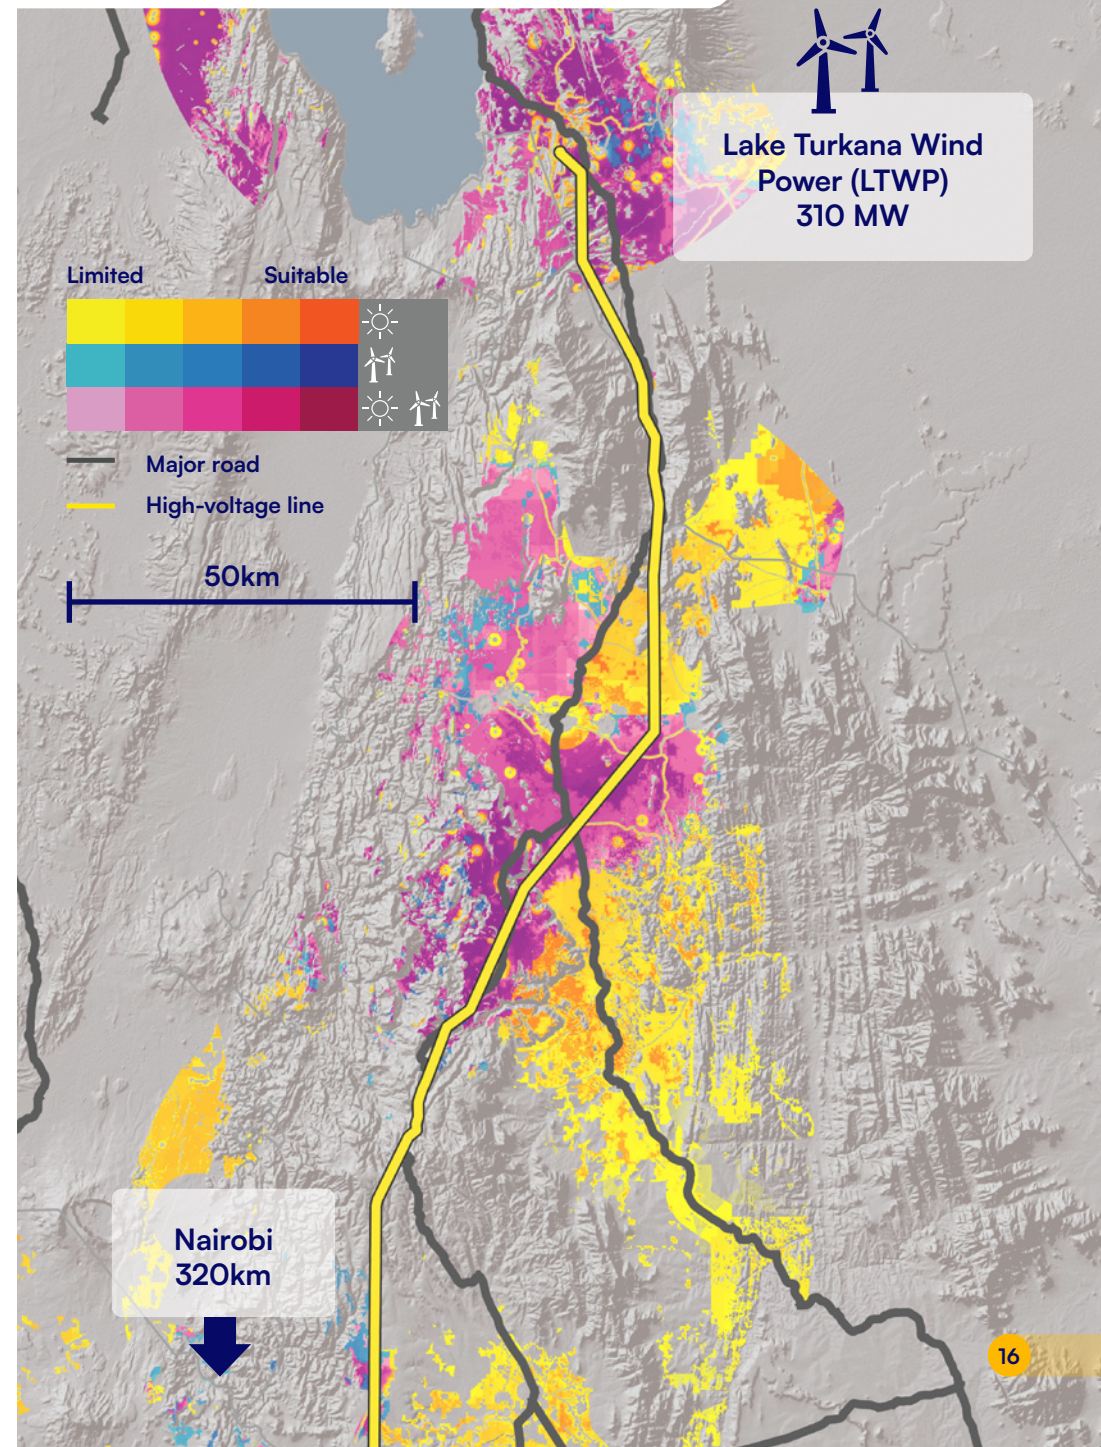 Lake Turkana Wind
Power (LTWP)
310 MW
Limited Suitable
Major road
High-voltage line
50km
Nairobi
320km
16